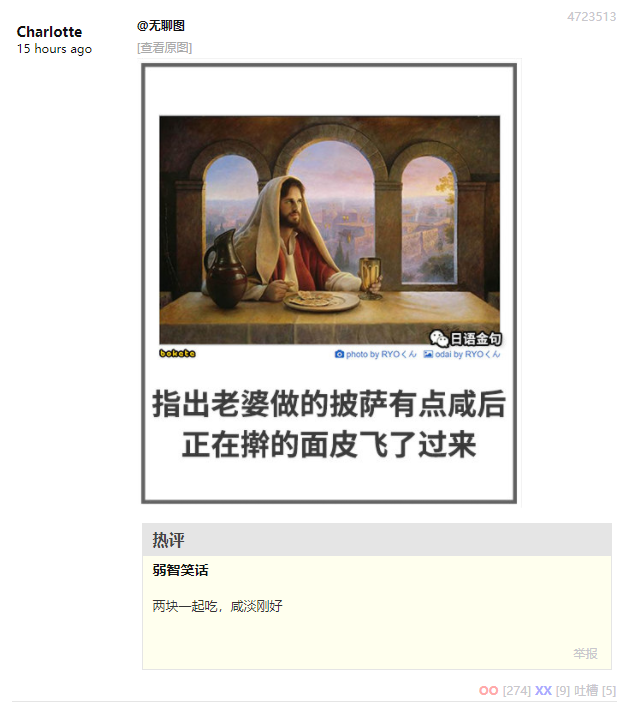 4723513
Charlotte
15 hours ago
@无聊图
[查看原图]
日语金句
bokete
photo by RYOくん odai by RYOくん
指出老婆做的披萨有点咸后
正在擀的面皮飞了过来
热评
弱智笑话
两块一起吃，咸淡刚好
举报
OO [274] XX [9] 吐槽 [5]